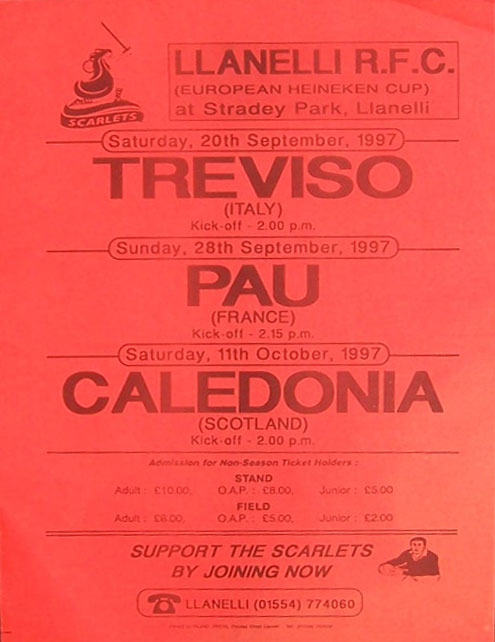 LLANELLI R.F.C.
(EUROPEAN HEINEKEN CUP)
at Stradey Park, Llanelli
SCARLETS
Saturday, 20th September, 1997
TREVISO
(ITALY)
Kick-off - 2.00 p.m.
Sunday, 28th September, 1997
PAU
(FRANCE)
Kick-off - 2.15 p.m.
Saturday, 11th October, 1997
CALEDONIA
(SCOTLAND)
Kick-off - 2.00 p.m.
Admission for Non-Season Ticket Holders :
STAND
Adult : £10.00, O.A.P. : £8.00, Junior : £5.00
FIELD
Adult : £6.00, O.A.P. : £5.00, Junior : £2.00
SUPPORT THE SCARLETS
BY JOINING NOW
LLANELLI (01554) 774060